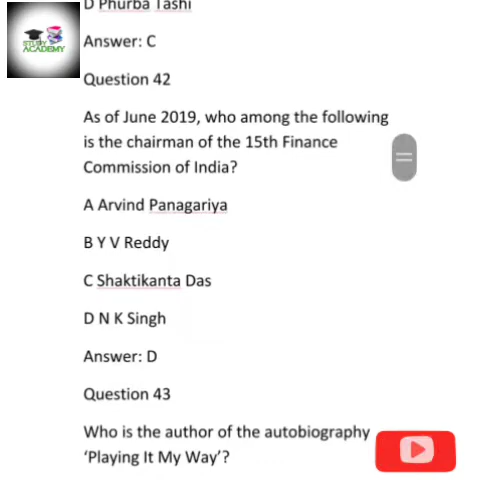 D Phurba Tashi
STUDY
ACADEMY
Answer: C
Question 42
As of June 2019, who among the following
is the chairman of the 15th Finance
Commission of India?
A Arvind Panagariya
B Y V Reddy
C Shaktikanta Das
D N K Singh
Answer: D
Question 43
Who is the author of the autobiography
‘Playing It My Way’?